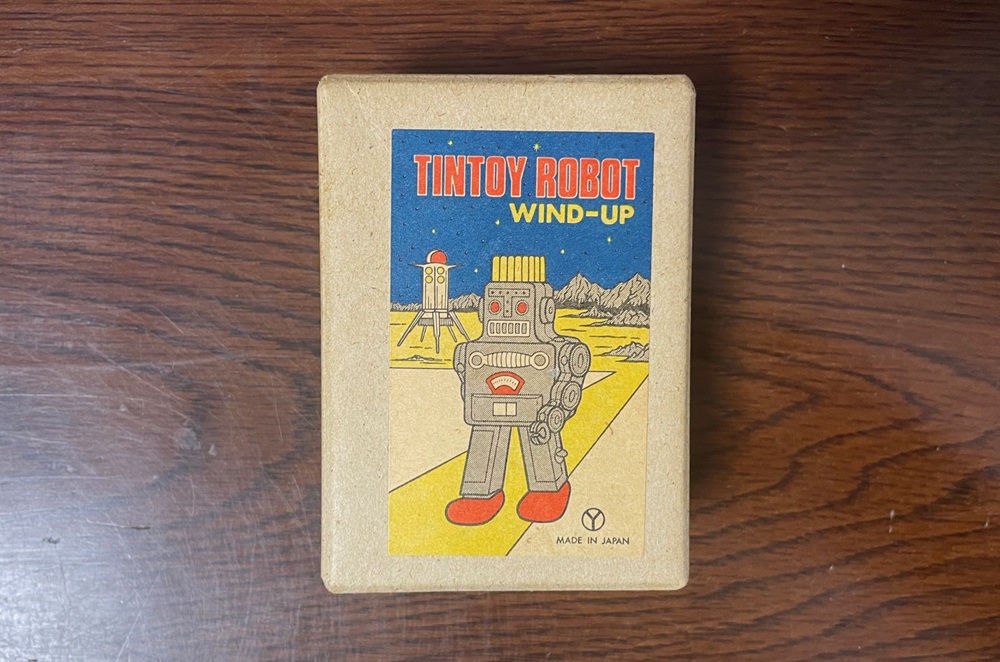 TINTOY ROBOT
WIND-UP
Y
MADE IN JAPAN